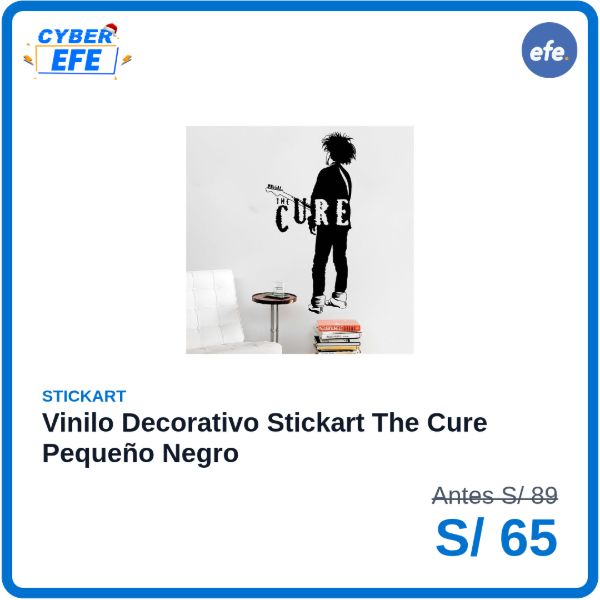 CYBER
EFE
efe.
THE
CURE
STICKART
Vinilo Decorativo Stickart The Cure
Pequeño Negro
Antes S/ 89
S/ 65